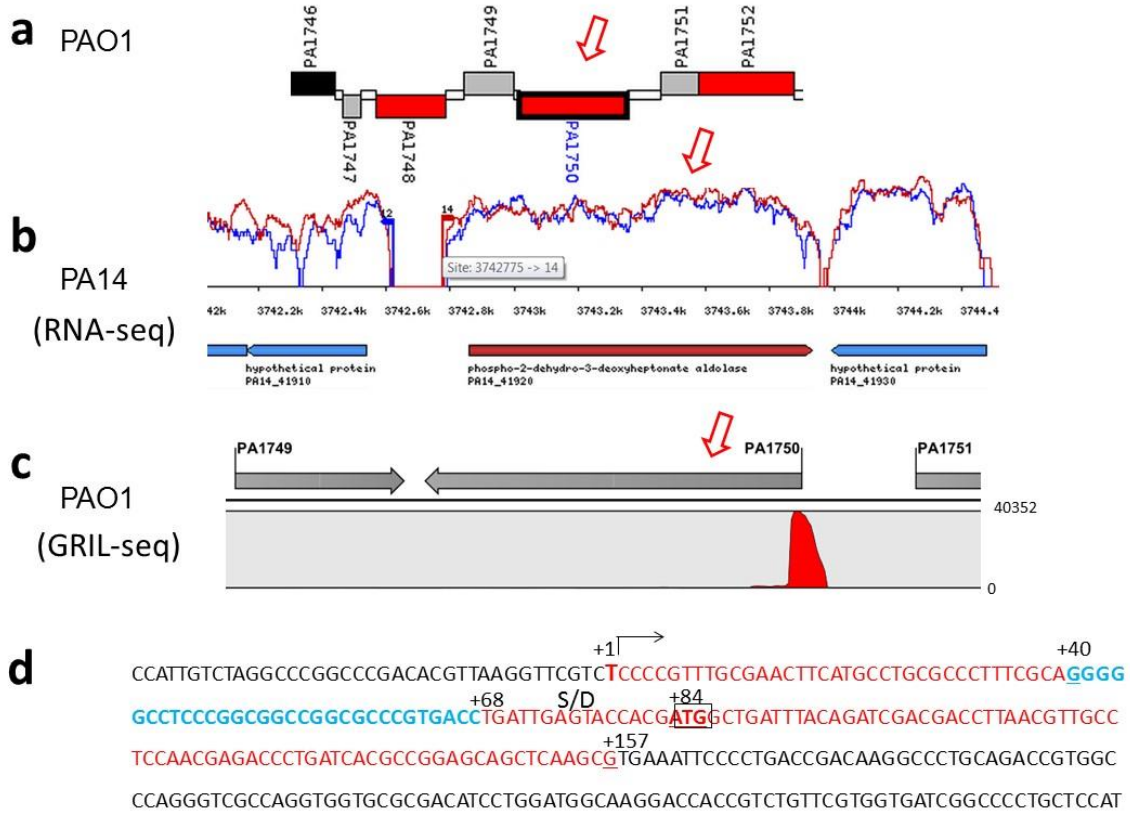 a
PAO1
PA1746
PA1749
PA1751
PA1752
PA1747
PA1748
PA1750
b
PA14
(RNA-seq)
12
14
Site: 3742775 -> 14
42k 3742.2k 3742.4k 3742.6k 3742.8k 3743k 3743.2k 3743.4k 3743.6k 3743.8k 3744k 3744.2k 3744.4
hypothetical protein
PA14_41910
phospho-2-dehydro-3-deoxyheptonate aldolase
PA14_41920
hypothetical protein
PA14_41930
c
PAO1
(GRIL-seq)
PA1749
PA1750
PA1751
40352
0
d
+1
+40
CCATTGTCTAGGCCCGGCCCGACACGTTAAGGTTCGTCTCCCCGTTTGCGAACTTCATGCCTGCGCCCTTTCGCAGGGGG
+68
S/D
+84
GCCTCCCGGCGGCCGGCGCCCGTGACCTGATTGAGTACCACGATGGCTGATTTACAGATCGACGACCTTAACGTTGCC
+157
TCCAACGAGACCCTGATCACGCCGGAGCAGCTCAAGCGTGAAATTCCCCTGACCGACAAGGCCCTGCAGACCGTGGC
CCAGGGTCGCCAGGTGGTGCGCGACATCCTGGATGGCAAGGACCACCGTCTGTTCGTGGTGATCGGCCCCTGCTCCAT